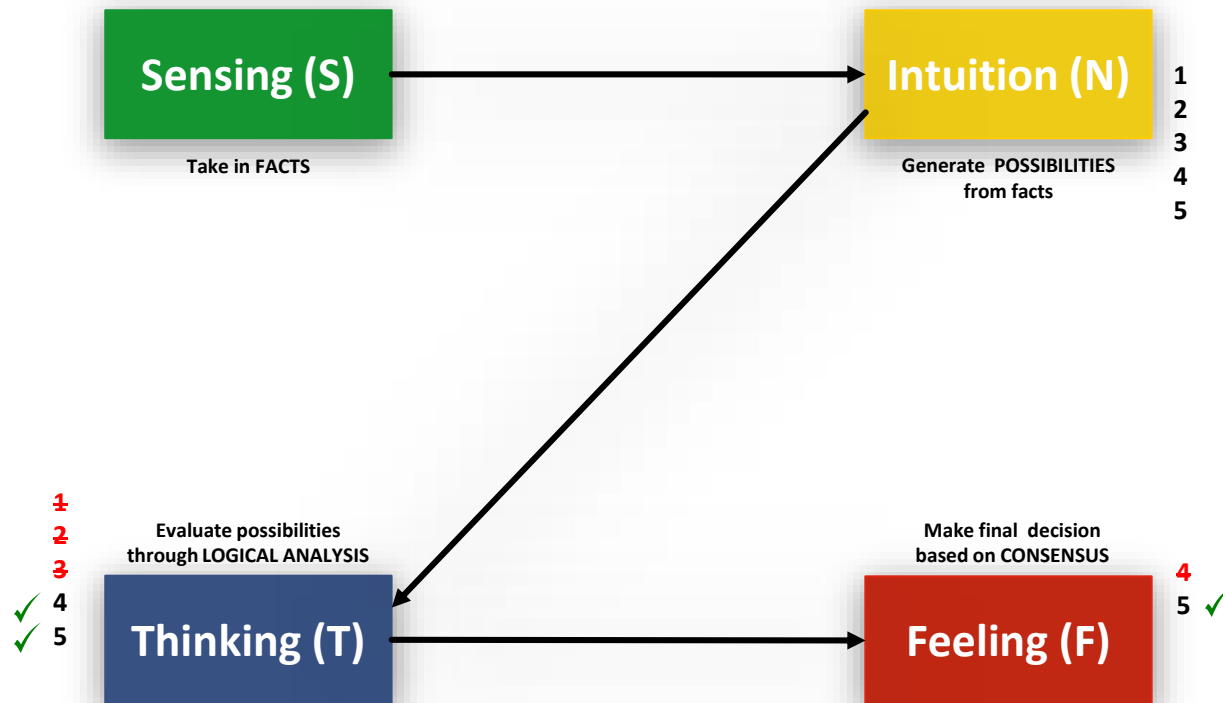 Sensing (S)
Take in FACTS
Intuition (N)
Generate POSSIBILITIES
from facts
1
2
3
4
5
1
2
3
4
5
Evaluate possibilities
through LOGICAL ANALYSIS
Thinking (T)
Make final decision
based on CONSENSUS
Feeling (F)
4
5